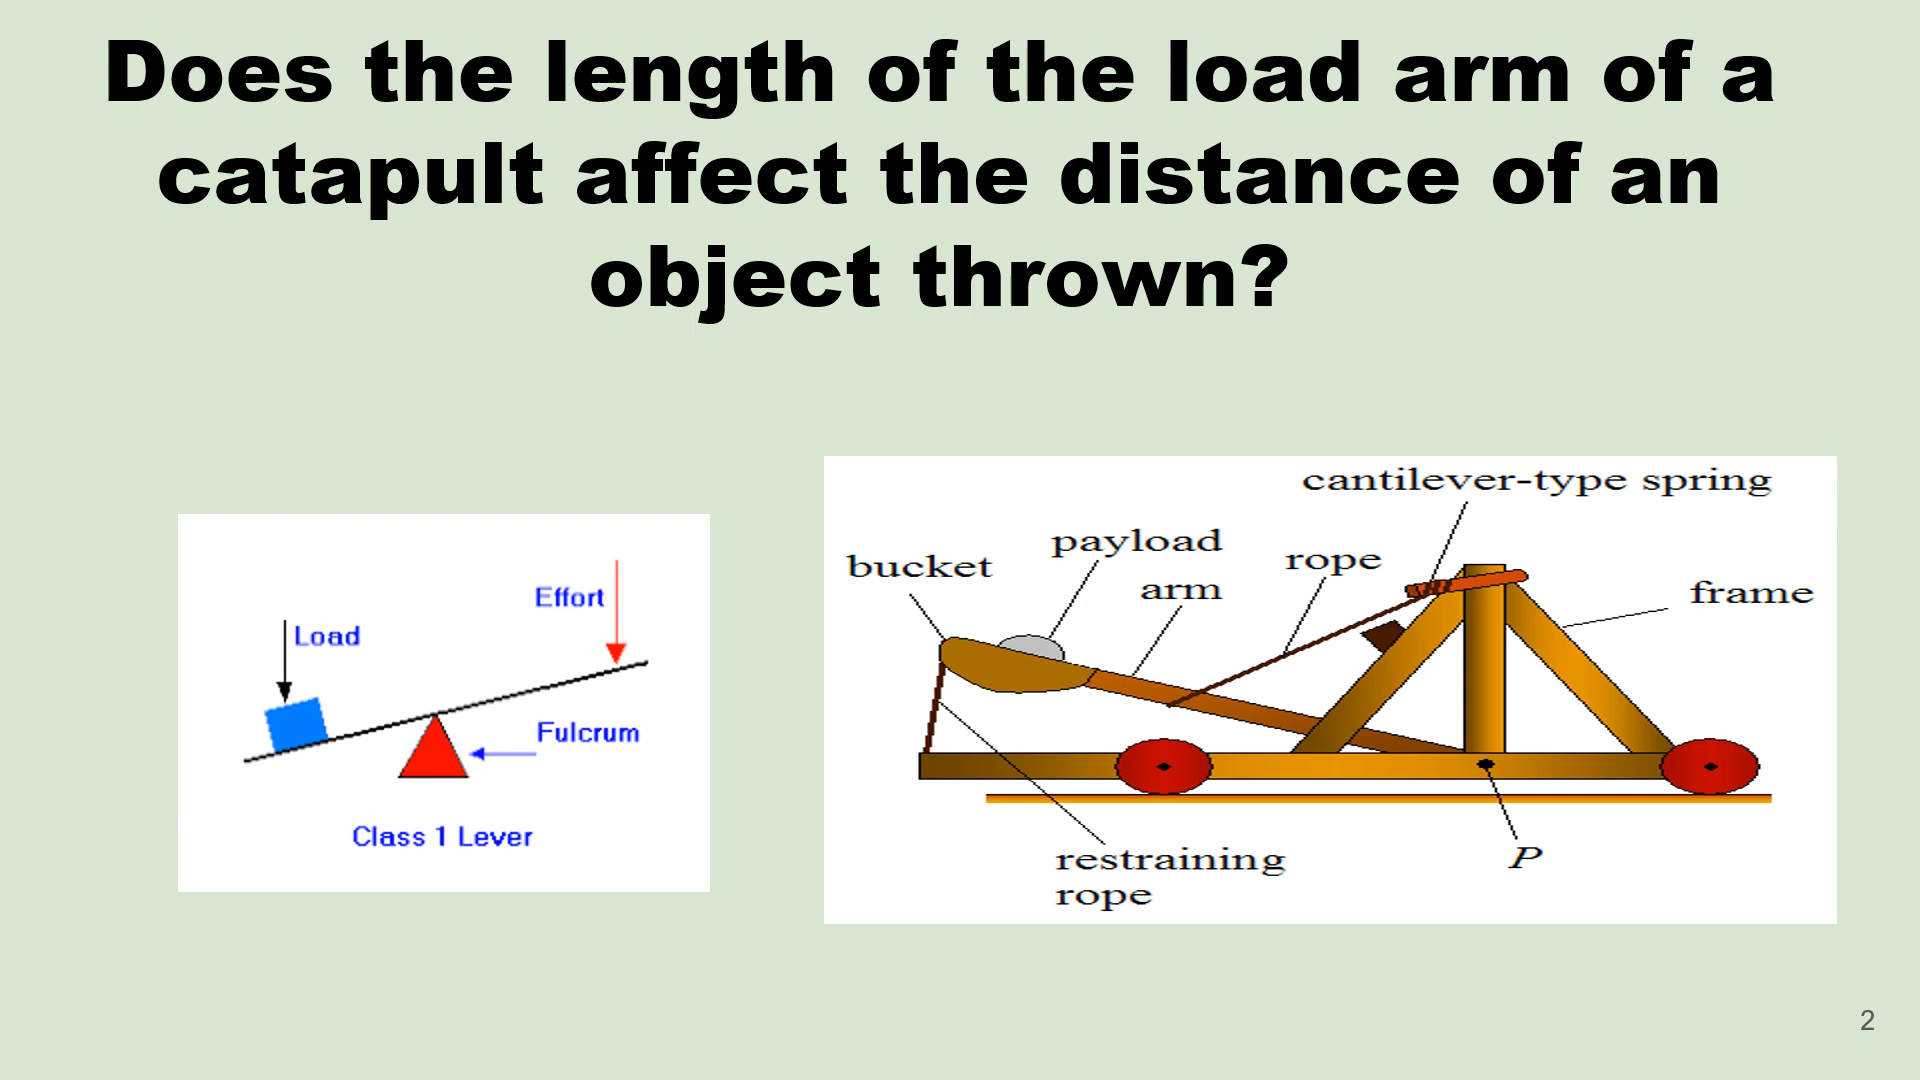 Does the length of the load arm of a
catapult affect the distance of an
object thrown?
Effort
Load
Fulcrum
Class 1 Lever
cantilever-type spring
payload
bucket
rope
arm
frame
restraining
rope
P
2